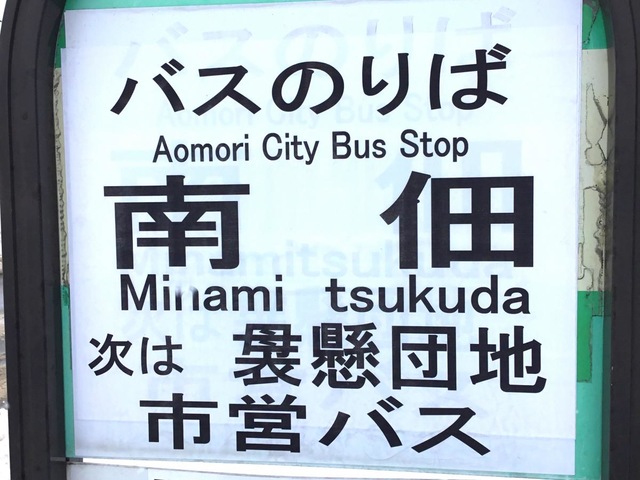 バスのりば
Aomori City Bus Stop
南 佃
Minami tsukuda
次は 袰懸団地
市営バス